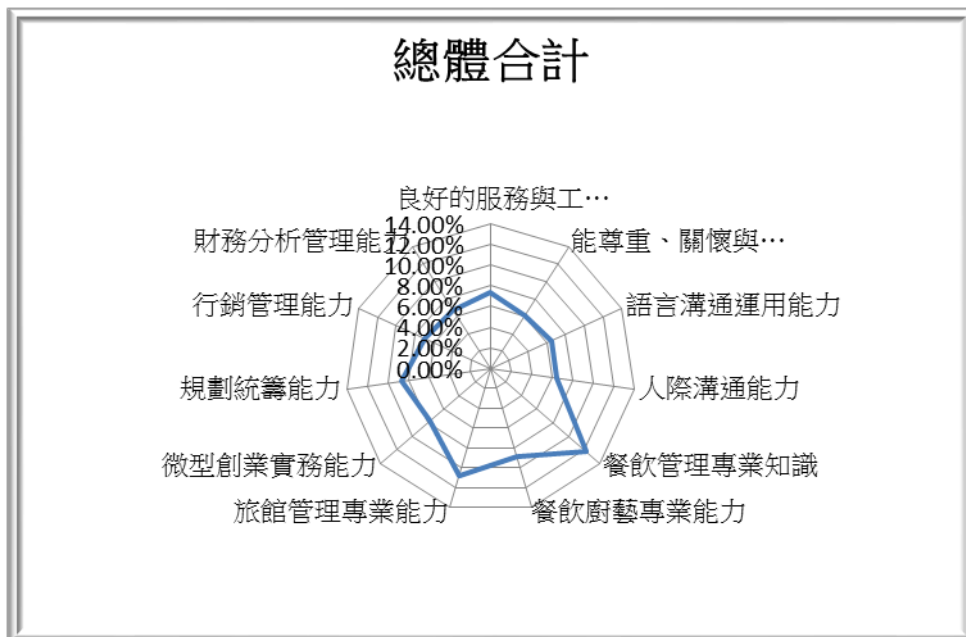 總體合計
良好的服務與工…
能尊重、關懷與…
語言溝通運用能力
人際溝通能力
餐飲管理專業知識
餐飲廚藝專業能力
旅館管理專業能力
微型創業實務能力
規劃統籌能力
行銷管理能力
財務分析管理能力
14.00%
12.00%
10.00%
8.00%
6.00%
4.00%
2.00%
0.00%